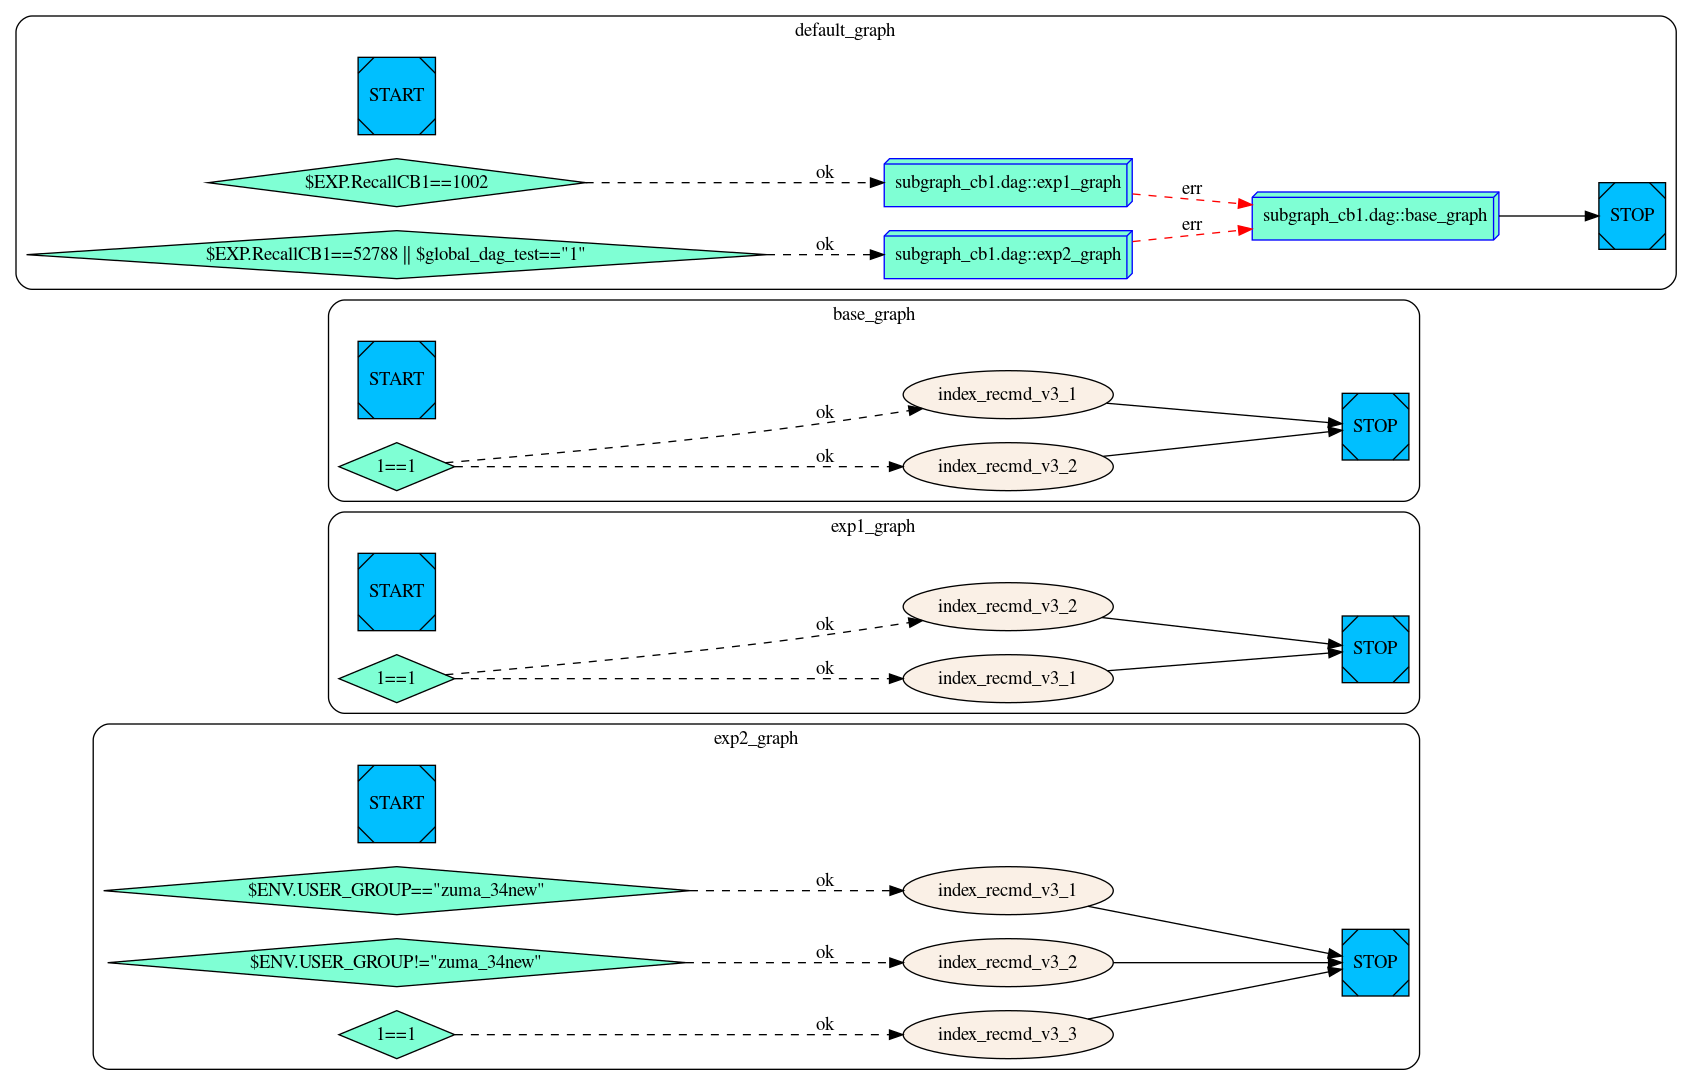 default_graph
START
$EXP.RecallCB1==1002
ok
subgraph_cb1.dag::exp1_graph
err
subgraph_cb1.dag::base_graph
STOP
$EXP.RecallCB1==52788 || $global_dag_test=="1"
ok
subgraph_cb1.dag::exp2_graph
err
base_graph
START
1==1
ok
index_recmd_v3_1
ok
index_recmd_v3_2
STOP
exp1_graph
START
1==1
ok
index_recmd_v3_2
ok
index_recmd_v3_1
STOP
exp2_graph
START
$ENV.USER_GROUP=="zuma_34new"
ok
index_recmd_v3_1
$ENV.USER_GROUP!="zuma_34new"
ok
index_recmd_v3_2
STOP
1==1
ok
index_recmd_v3_3